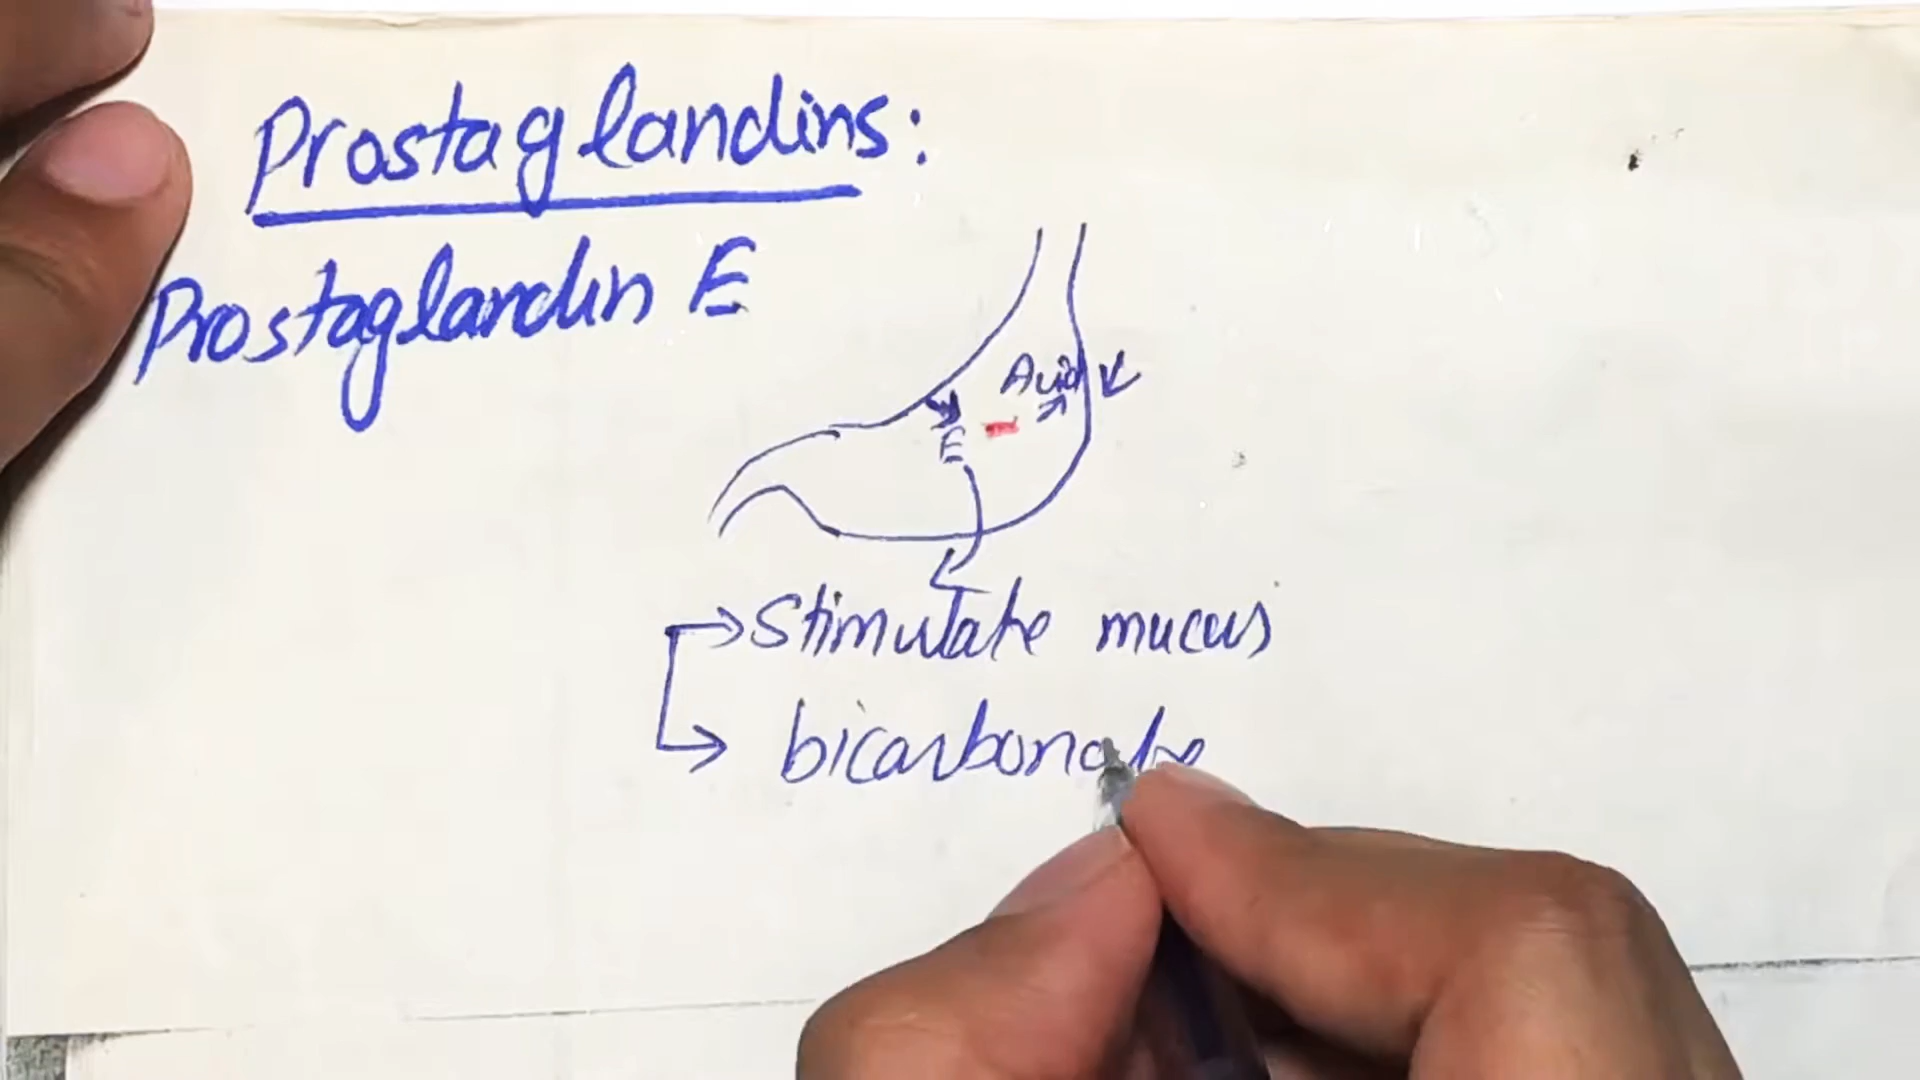 Prostaglandins:
Prostaglandin E
Acid
E
Stimulate mucus
bicarbonate